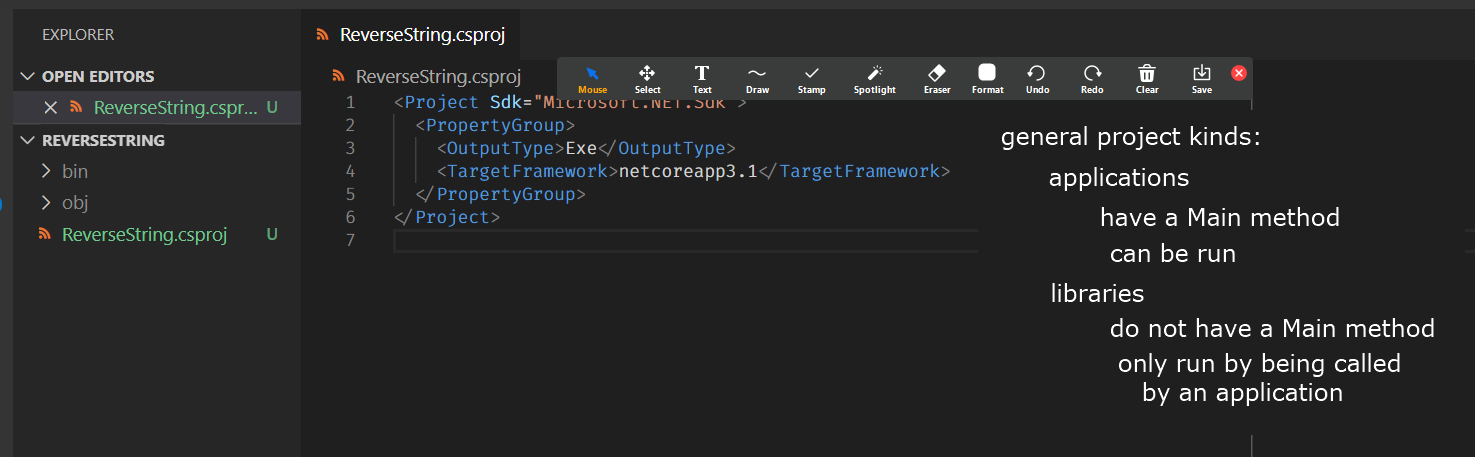 EXPLORER
OPEN EDITORS
ReverseString.cspr... U
REVERSESTRING
bin
obj
ReverseString.csproj U
ReverseString.csproj
ReverseString.csproj
Mouse Select Text Draw Stamp Spotlight Eraser Format Undo Redo Clear Save
1 <Project Sdk="Microsoft.NET.Sdk">
2 <PropertyGroup>
3 <OutputType>Exe</OutputType>
4 <TargetFramework>netcoreapp3.1</TargetFramework>
5 </PropertyGroup>
6 </Project>
7
general project kinds:
applications
have a Main method
can be run
libraries
do not have a Main method
only run by being called
by an application